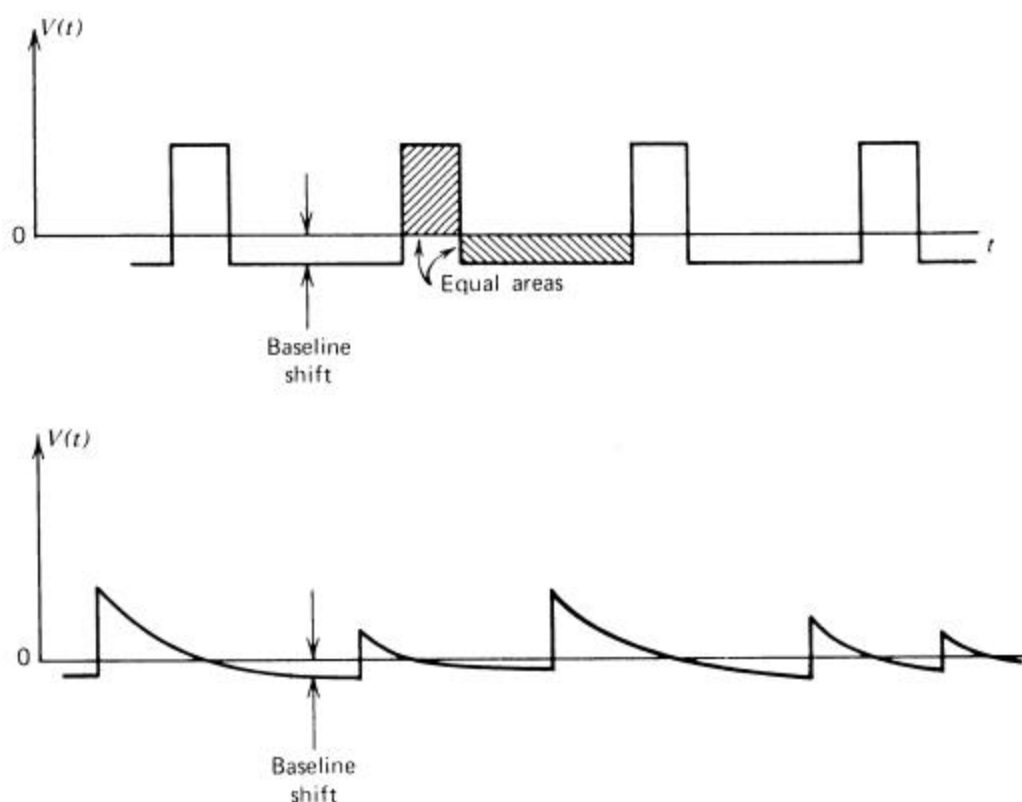 V(t)
0
t
Equal areas
Baseline
shift
V(t)
0
Baseline
shift